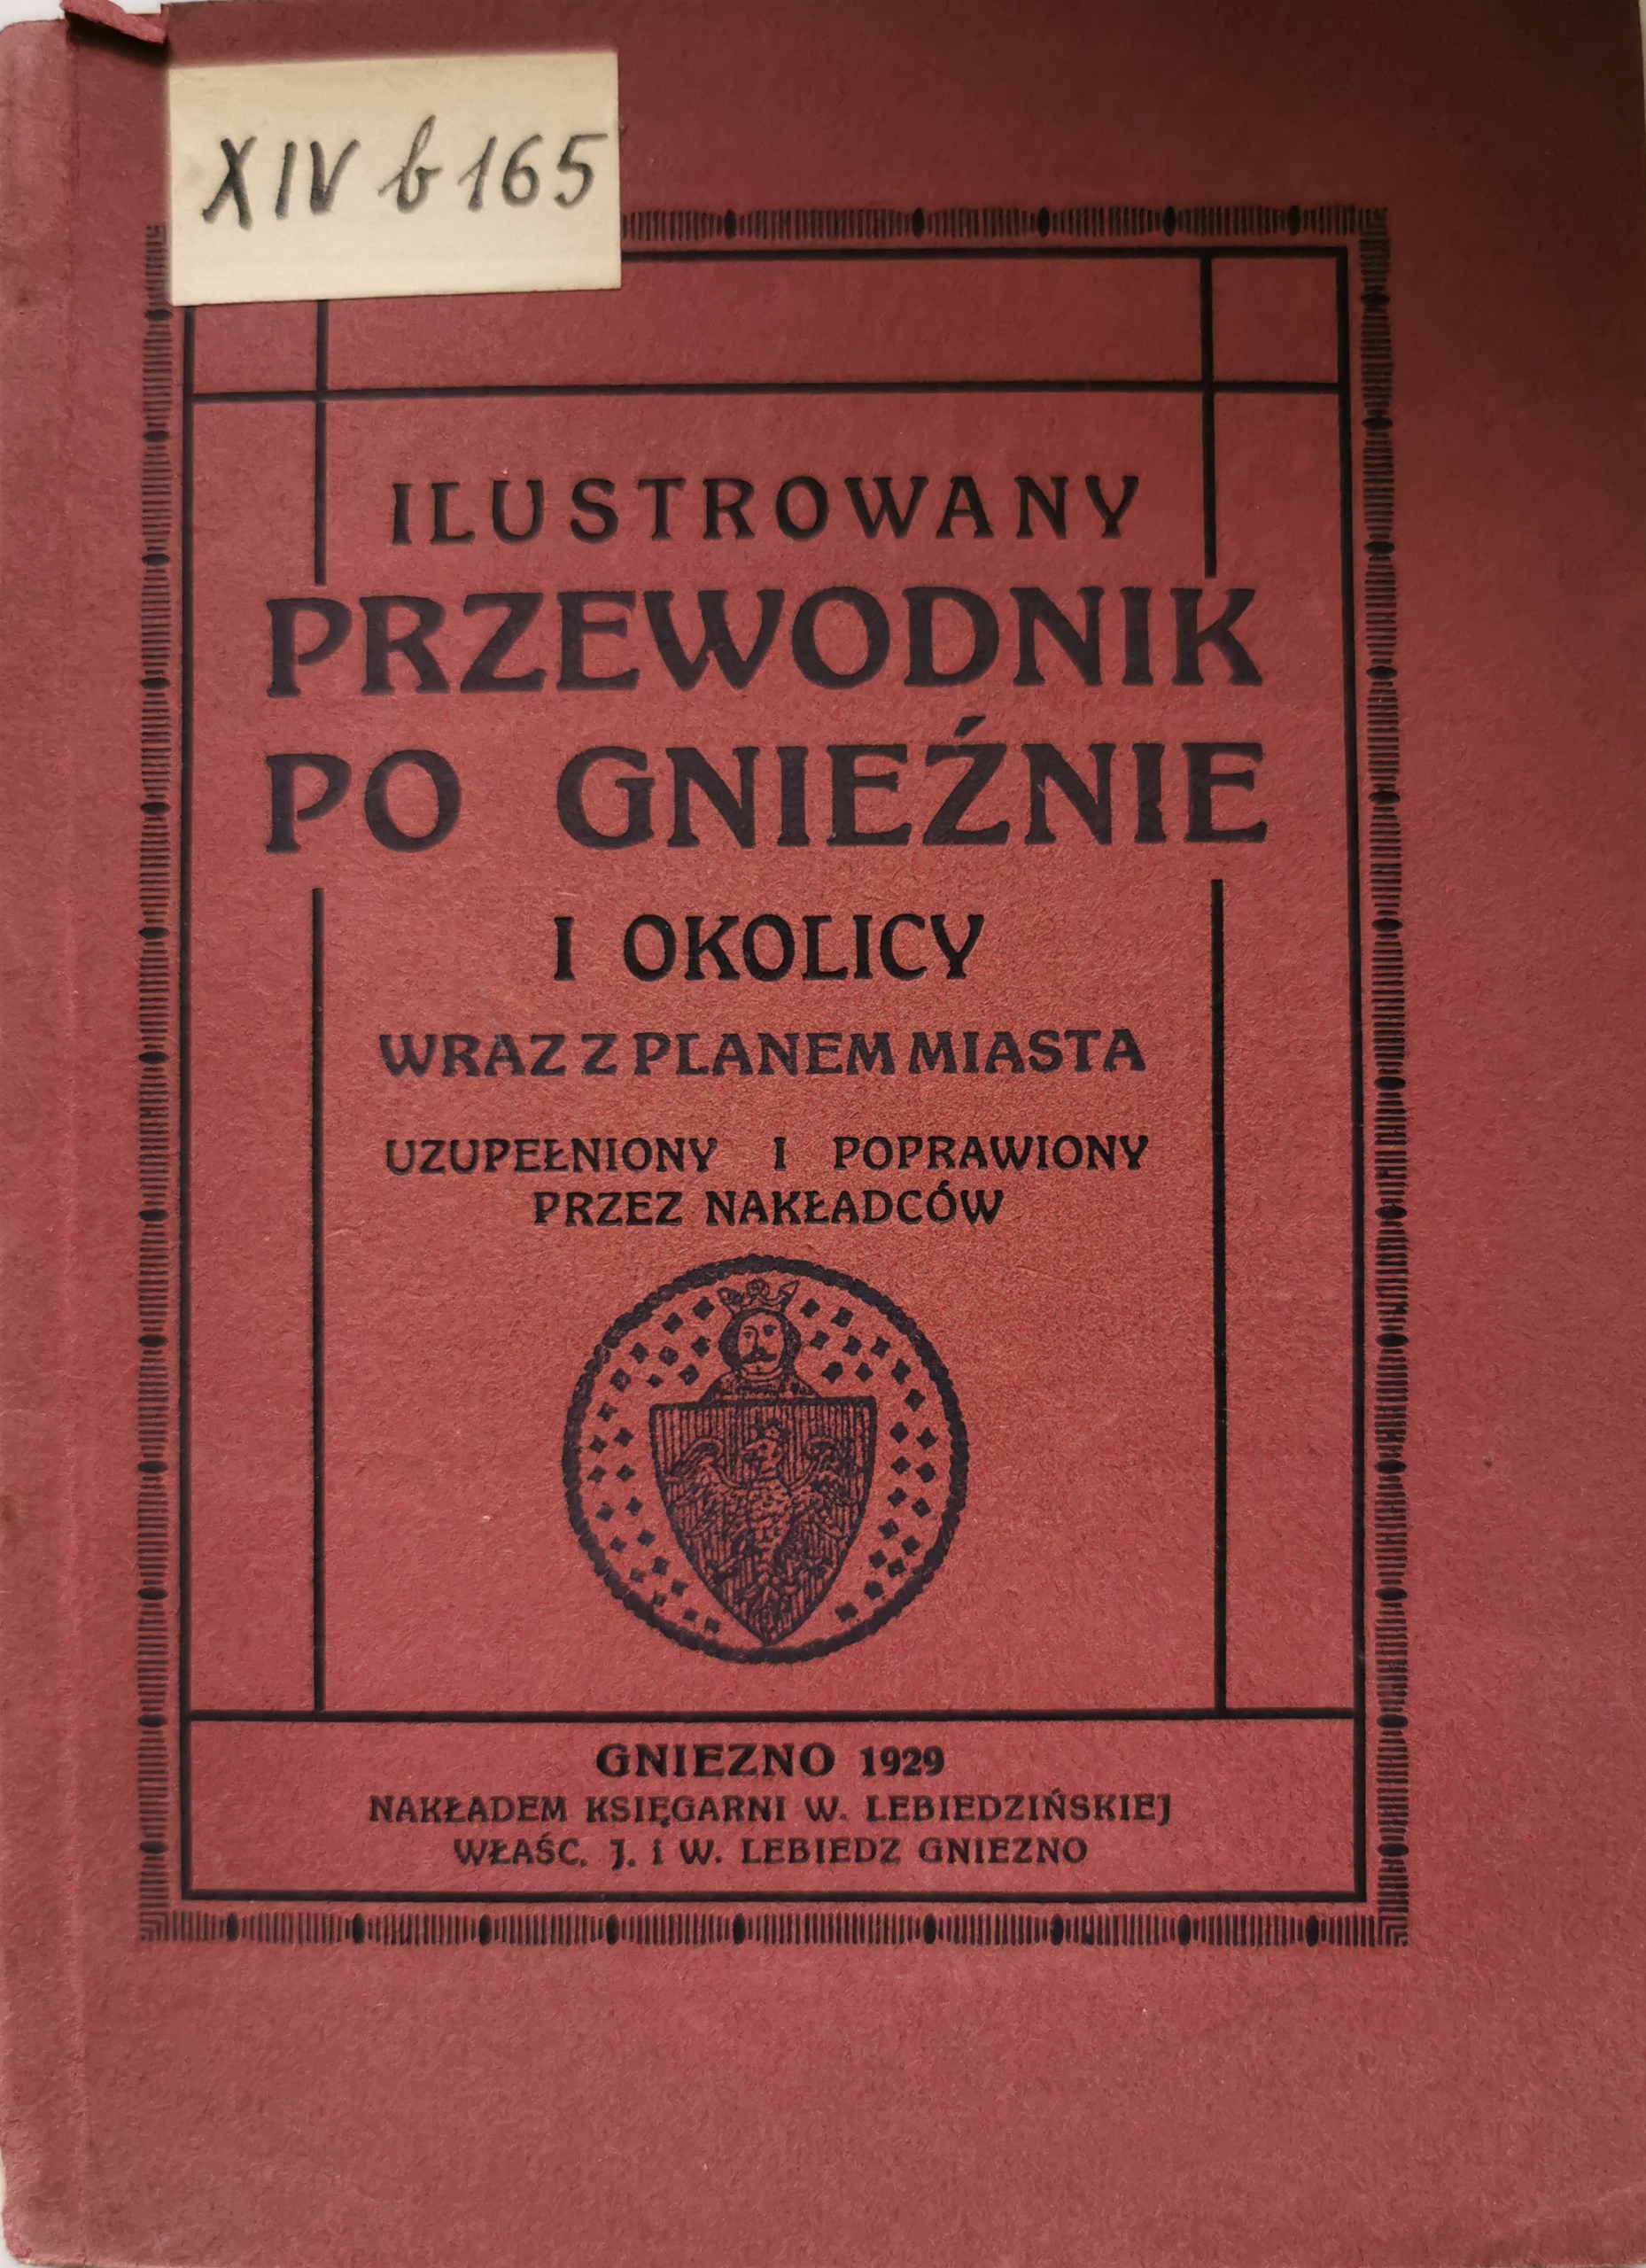 XIV b 165
ILUSTROWANY
PRZEWODNIK
PO GNIEŹNIE
I OKOLICY
WRAZ Z PLANEM MIASTA
UZUPEŁNIONY I POPRAWIONY
PRZEZ NAKŁADCÓW
GNIEZNO 1929
NAKŁADEM KSIĘGARNI W. LEBIEDZIŃSKIEJ
WŁAŚC. J. i W. LEBIEDZ GNIEZNO